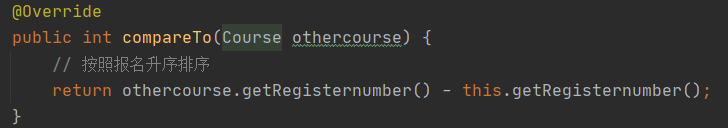 @Override
public int compareTo(Course othercourse) {
// 按照报名升序排序
return othercourse.getRegisternumber() - this.getRegisternumber();
}